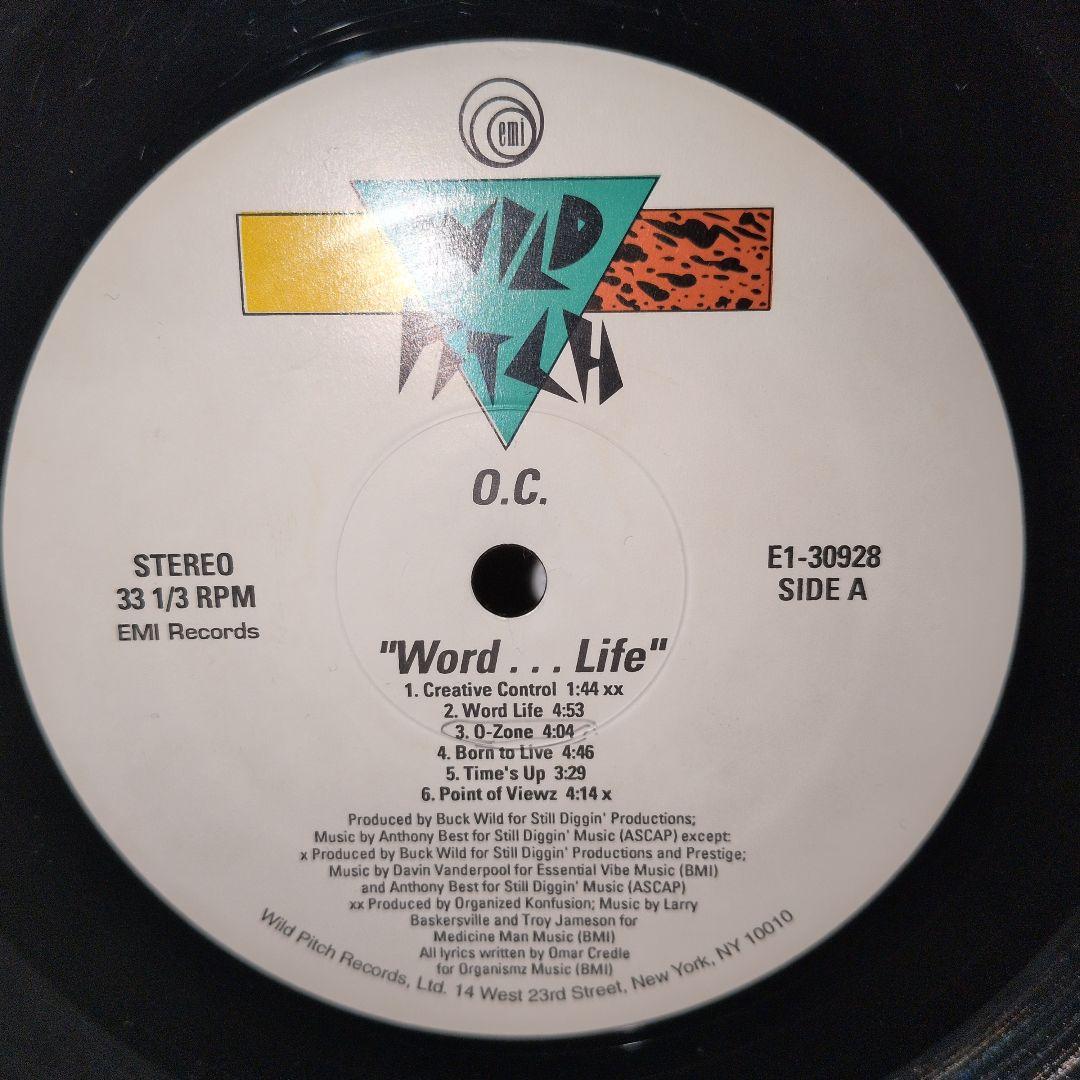 emi
WILD
PITCH
O.C.
STEREO
33 1/3 RPM
EMI Records
E1-30928
SIDE A
"Word . . . Life"
1. Creative Control 1:44 xx
2. Word Life 4:53
3. O-Zone 4:04
4. Born to Live 4:46
5. Time's Up 3:29
6. Point of Viewz 4:14 x
Produced by Buck Wild for Still Diggin' Productions;
Music by Anthony Best for Still Diggin' Music (ASCAP) except:
x Produced by Buck Wild for Still Diggin' Productions and Prestige;
Music by Davin Vanderpool for Essential Vibe Music (BMI)
and Anthony Best for Still Diggin' Music (ASCAP)
xx Produced by Organized Konfusion; Music by Larry
Baskersville and Troy Jameson for
Medicine Man Music (BMI)
All lyrics written by Omar Credle
for Organismz Music (BMI)
Wild Pitch Records, Ltd. 14 West 23rd Street, New York, NY 10010